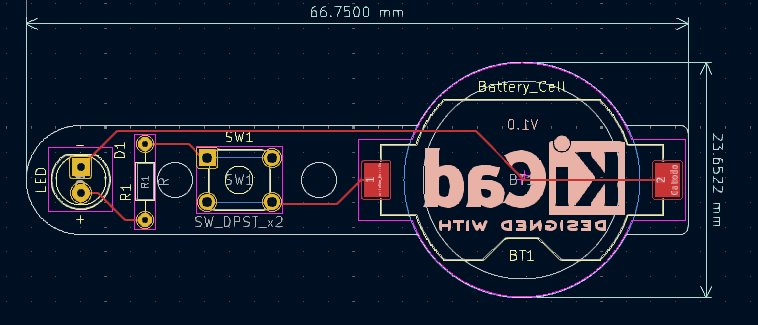 66.7500 mm
Battery_Cell
V1.0
SW1
D1
LED
R1
R1
R
SW1
1
BT1
2
Catodo
KiCad
23.6522 mm
SW_DPST_x2
DESIGNED WITH
+
BT1